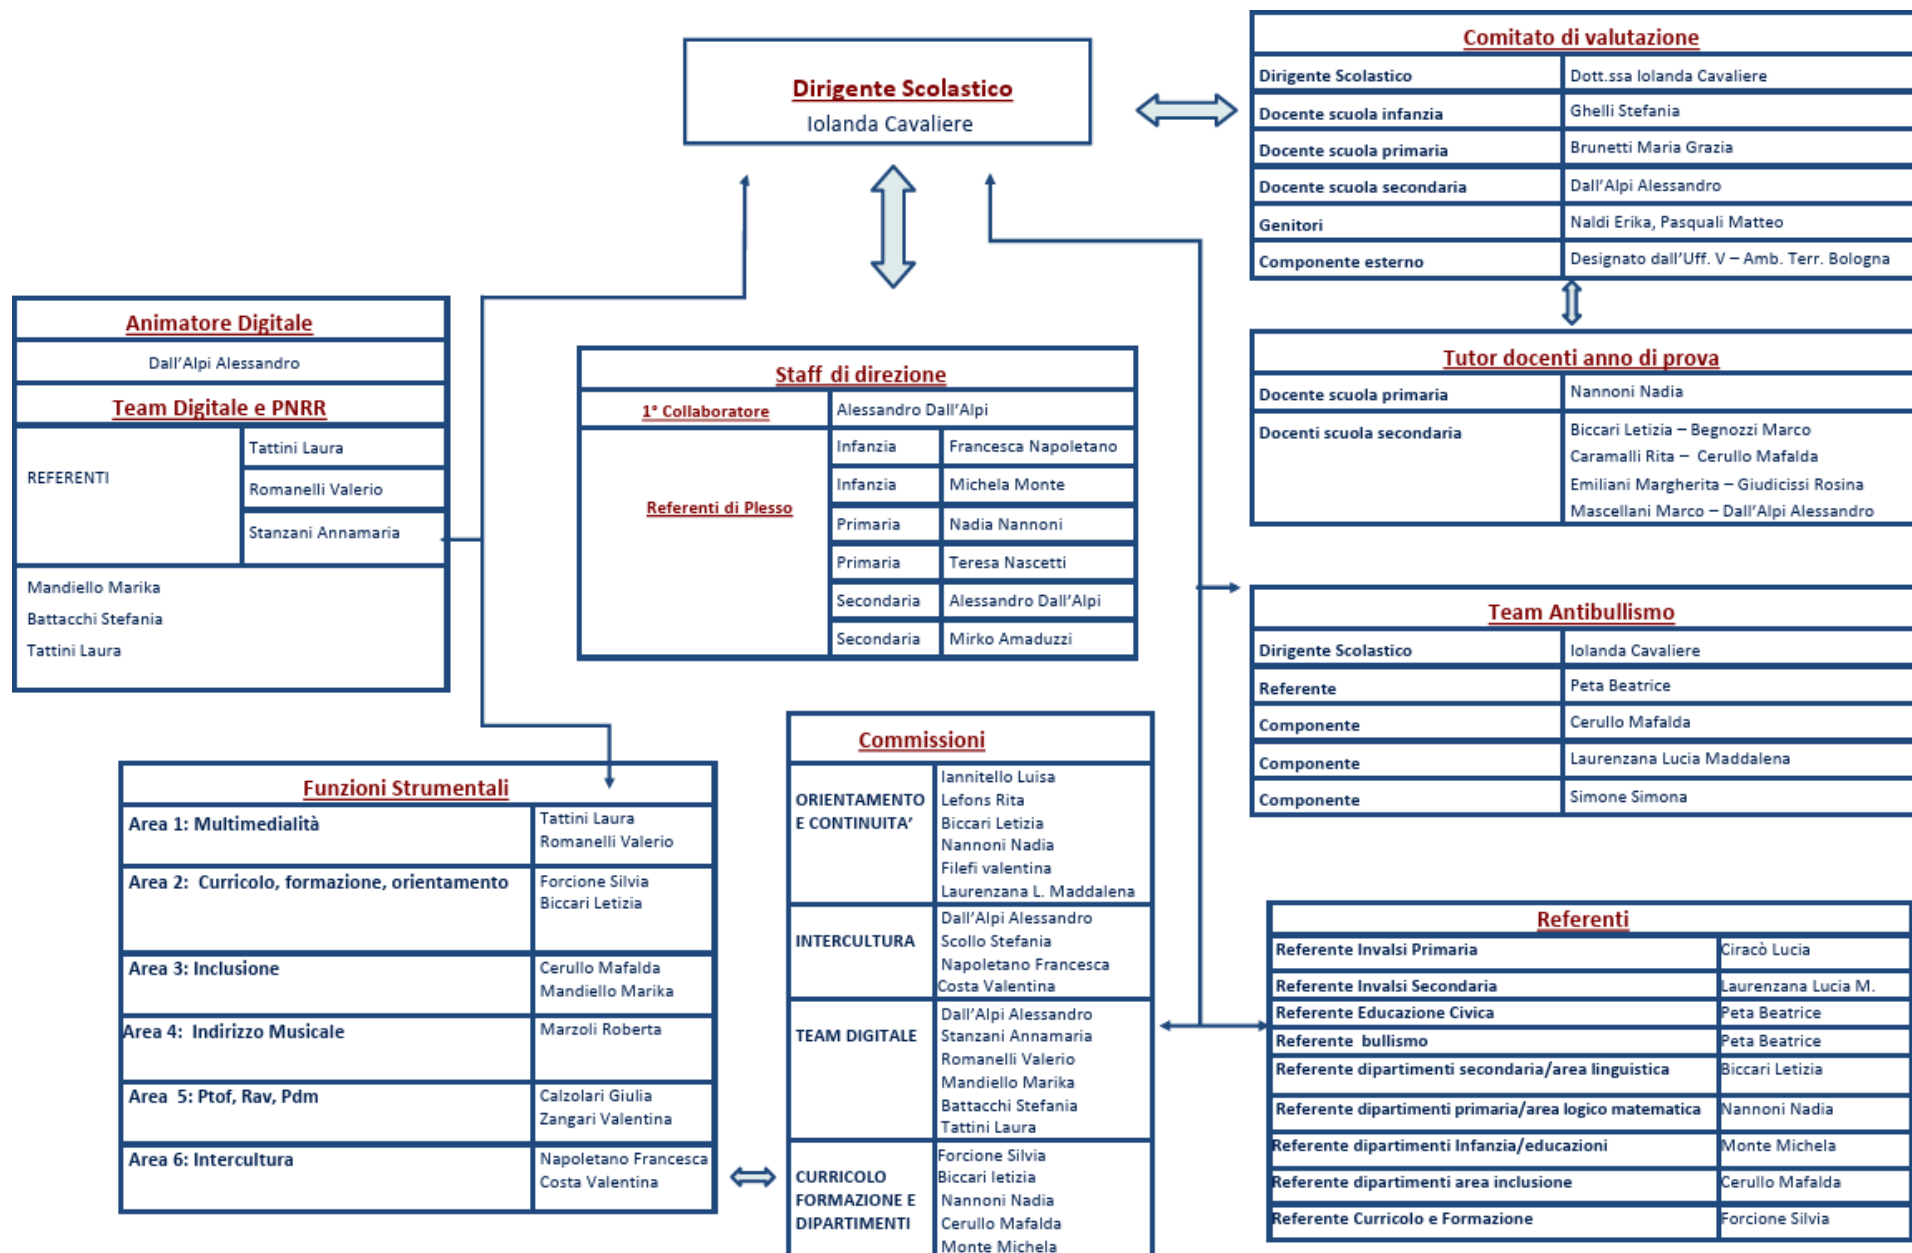 Dirigente Scolastico
Iolanda Cavaliere
Comitato di valutazione
Dirigente Scolastico Dott.ssa Iolanda Cavaliere
Docente scuola infanzia Ghelli Stefania
Docente scuola primaria Brunetti Maria Grazia
Docente scuola secondaria Dall'Alpi Alessandro
Genitori Naldi Erika, Pasquali Matteo
Componente esterno Designato dall'Uff. V – Amb. Terr. Bologna
Animatore Digitale
Dall'Alpi Alessandro
Team Digitale e PNRR
REFERENTI
Tattini Laura
Romanelli Valerio
Stanzani Annamaria
Mandiello Marika
Battacchi Stefania
Tattini Laura
Staff di direzione
1° Collaboratore Alessandro Dall'Alpi
Referenti di Plesso
Infanzia Francesca Napoletano
Infanzia Michela Monte
Primaria Nadia Nannoni
Primaria Teresa Nascetti
Secondaria Alessandro Dall'Alpi
Secondaria Mirko Amaduzzi
Tutor docenti anno di prova
Docente scuola primaria Nannoni Nadia
Docenti scuola secondaria Biccari Letizia – Begnozzi Marco
Caramalli Rita – Cerullo Mafalda
Emiliani Margherita – Giudicissi Rosina
Mascellani Marco – Dall'Alpi Alessandro
Team Antibullismo
Dirigente Scolastico Iolanda Cavaliere
Referente Peta Beatrice
Componente Cerullo Mafalda
Componente Laurenzana Lucia Maddalena
Componente Simone Simona
Funzioni Strumentali
Area 1: Multimedialità Tattini Laura
Romanelli Valerio
Area 2: Curricolo, formazione, orientamento Forcione Silvia
Biccari Letizia
Area 3: Inclusione Cerullo Mafalda
Mandiello Marika
Area 4: Indirizzo Musicale Marzoli Roberta
Area 5: Ptof, Rav, Pdm Calzolari Giulia
Zangari Valentina
Area 6: Intercultura Napoletano Francesca
Costa Valentina
Commissioni
ORIENTAMENTO
E CONTINUITA'
Iannitello Luisa
Lefons Rita
Biccari Letizia
Nannoni Nadia
Filefi valentina
Laurenzana L. Maddalena
INTERCULTURA
Dall'Alpi Alessandro
Scollo Stefania
Napoletano Francesca
Costa Valentina
TEAM DIGITALE
Dall'Alpi Alessandro
Stanzani Annamaria
Romanelli Valerio
Mandiello Marika
Battacchi Stefania
Tattini Laura
CURRICOLO
FORMAZIONE E
DIPARTIMENTI
Forcione Silvia
Biccari letizia
Nannoni Nadia
Cerullo Mafalda
Monte Michela
Referenti
Referente Invalsi Primaria Ciracò Lucia
Referente Invalsi Secondaria Laurenzana Lucia M.
Referente Educazione Civica Peta Beatrice
Referente bullismo Peta Beatrice
Referente dipartimenti secondaria/area linguistica Biccari Letizia
Referente dipartimenti primaria/area logico matematica Nannoni Nadia
Referente dipartimenti Infanzia/educazioni Monte Michela
Referente dipartimenti area inclusione Cerullo Mafalda
Referente Curricolo e Formazione Forcione Silvia